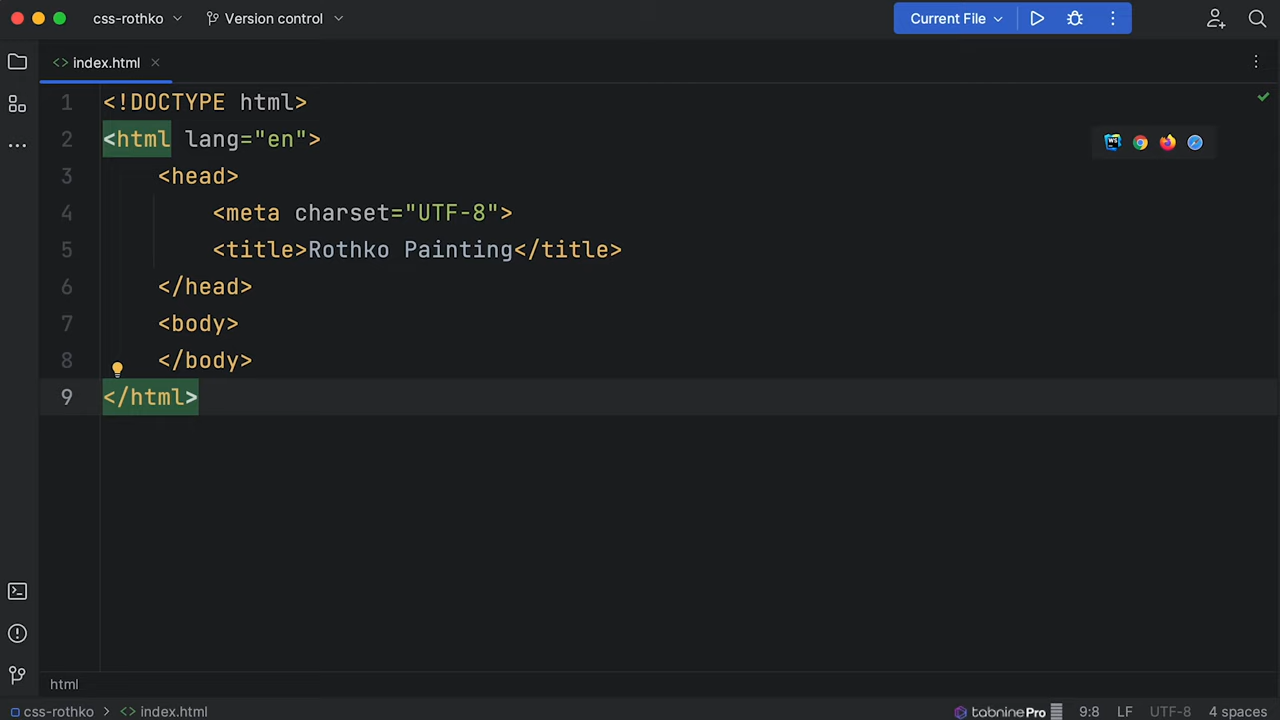 css-rothko
Version control
Current File
index.html
1 <!DOCTYPE html>
2 <html lang="en">
3 <head>
4 <meta charset="UTF-8">
5 <title>Rothko Painting</title>
6 </head>
7 <body>
8 </body>
9 </html>
html
css-rothko > index.html
tabnine Pro
9:8 LF UTF-8 4 spaces